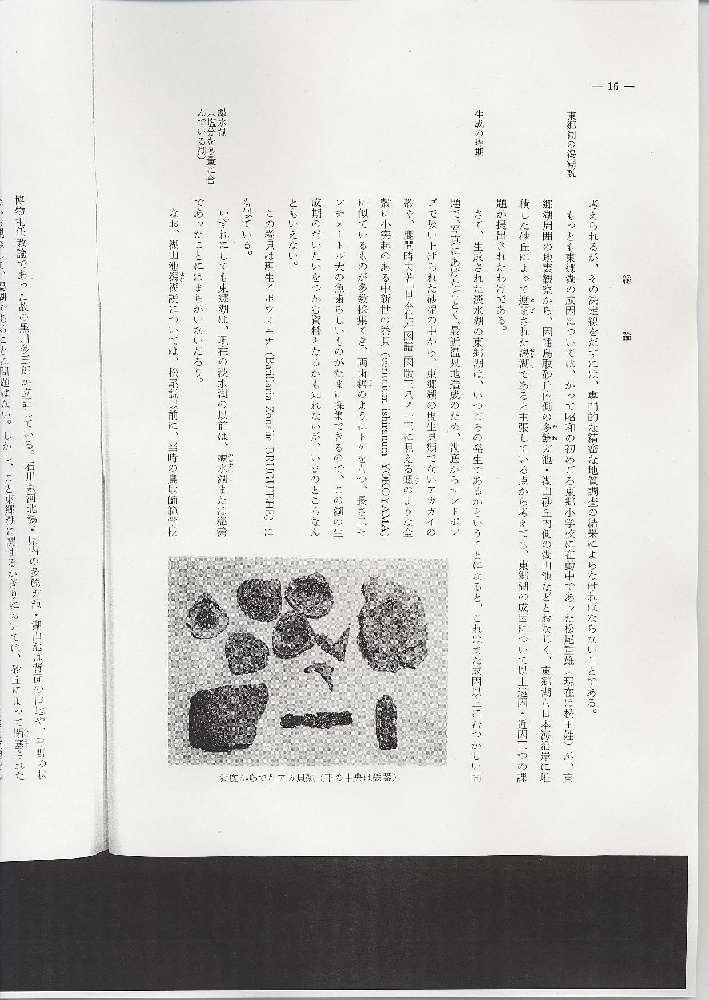 — 16 —
総論
東郷湖の潟湖説
生成の時期
鹹水湖
（塩分を多量に含
んでいる湖）
考えられるが、その決定線をだすには、専門的な精密な地質調査の結果によらなければならないことである。
もっとも東郷湖の成因については、かって昭和の初めごろ東郷小学校に在勤中であった松尾重雄（現在は松田姓）が、東
郷湖周囲の地表観察から、因幡鳥取砂丘内側の多鯰ガ池・湖山砂丘内側の湖山池などとおなじく、東郷湖も日本海沿岸に堆
積した砂丘によって遮閉された潟湖であると主張している点から考えても、東郷湖の成因について以上遠因・近因三つの課
題が提出されたわけである。
さて、生成された淡水湖の東郷湖は、いつごろの発生であるかということになると、これはまた成因以上にむつかしい問
題で、写真にあげたごとく、最近温泉地造成のため、湖底からサンドポン
プで吸い上げられた砂泥の中から、東郷湖の現生貝類でないアカガイの
殻や、鹿間時夫著「日本化石図譜」図版三八ノ一三に見える螺のような全
殻に小突起のある中新世の巻貝（ceritnium ishiranum YOKOYAMA）
に似ているものが多数採集でき、両歯鋸のようにトゲをもつ、長さ二セ
ンチメートル大の魚歯らしいものがたまに採集できるので、この湖の生
成期のだいたいをつかむ資料となるかも知れないが、いまのところなん
ともいえない。
この巻貝は現生イボウミニナ（Batillaria Zonalie BRUGUIEHE）に
も似ている。
いずれにしても東郷湖は、現在の淡水湖の以前は、鹹水湖または海湾
であったことにはまちがいないだろう。
なお、湖山池潟湖説については、松尾説以前に、当時の鳥取師範学校
湖底からでたアカ貝類（下の中央は鉄器）
博物主任教諭であった故の黒川多三郎が立証している。石川県河北潟・県内の多鯰ガ池・湖山池は背面の山地や、平野の状
態から観察して、潟湖であることに問題はない。しかし、こと東郷湖に関するかぎりにおいては、砂丘によって閉塞された